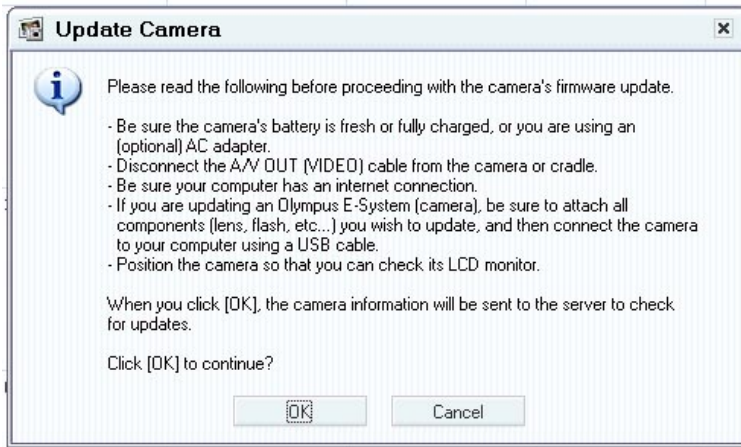 Update Camera
Please read the following before proceeding with the camera's firmware update.
- Be sure the camera's battery is fresh or fully charged, or you are using an
(optional) AC adapter.
- Disconnect the A/V OUT (VIDEO) cable from the camera or cradle.
- Be sure your computer has an internet connection.
- If you are updating an Olympus E-System (camera), be sure to attach all
components (lens, flash, etc...) you wish to update, and then connect the camera
to your computer using a USB cable.
- Position the camera so that you can check its LCD monitor.
When you click [OK], the camera information will be sent to the server to check
for updates.
Click [OK] to continue?
OK
Cancel